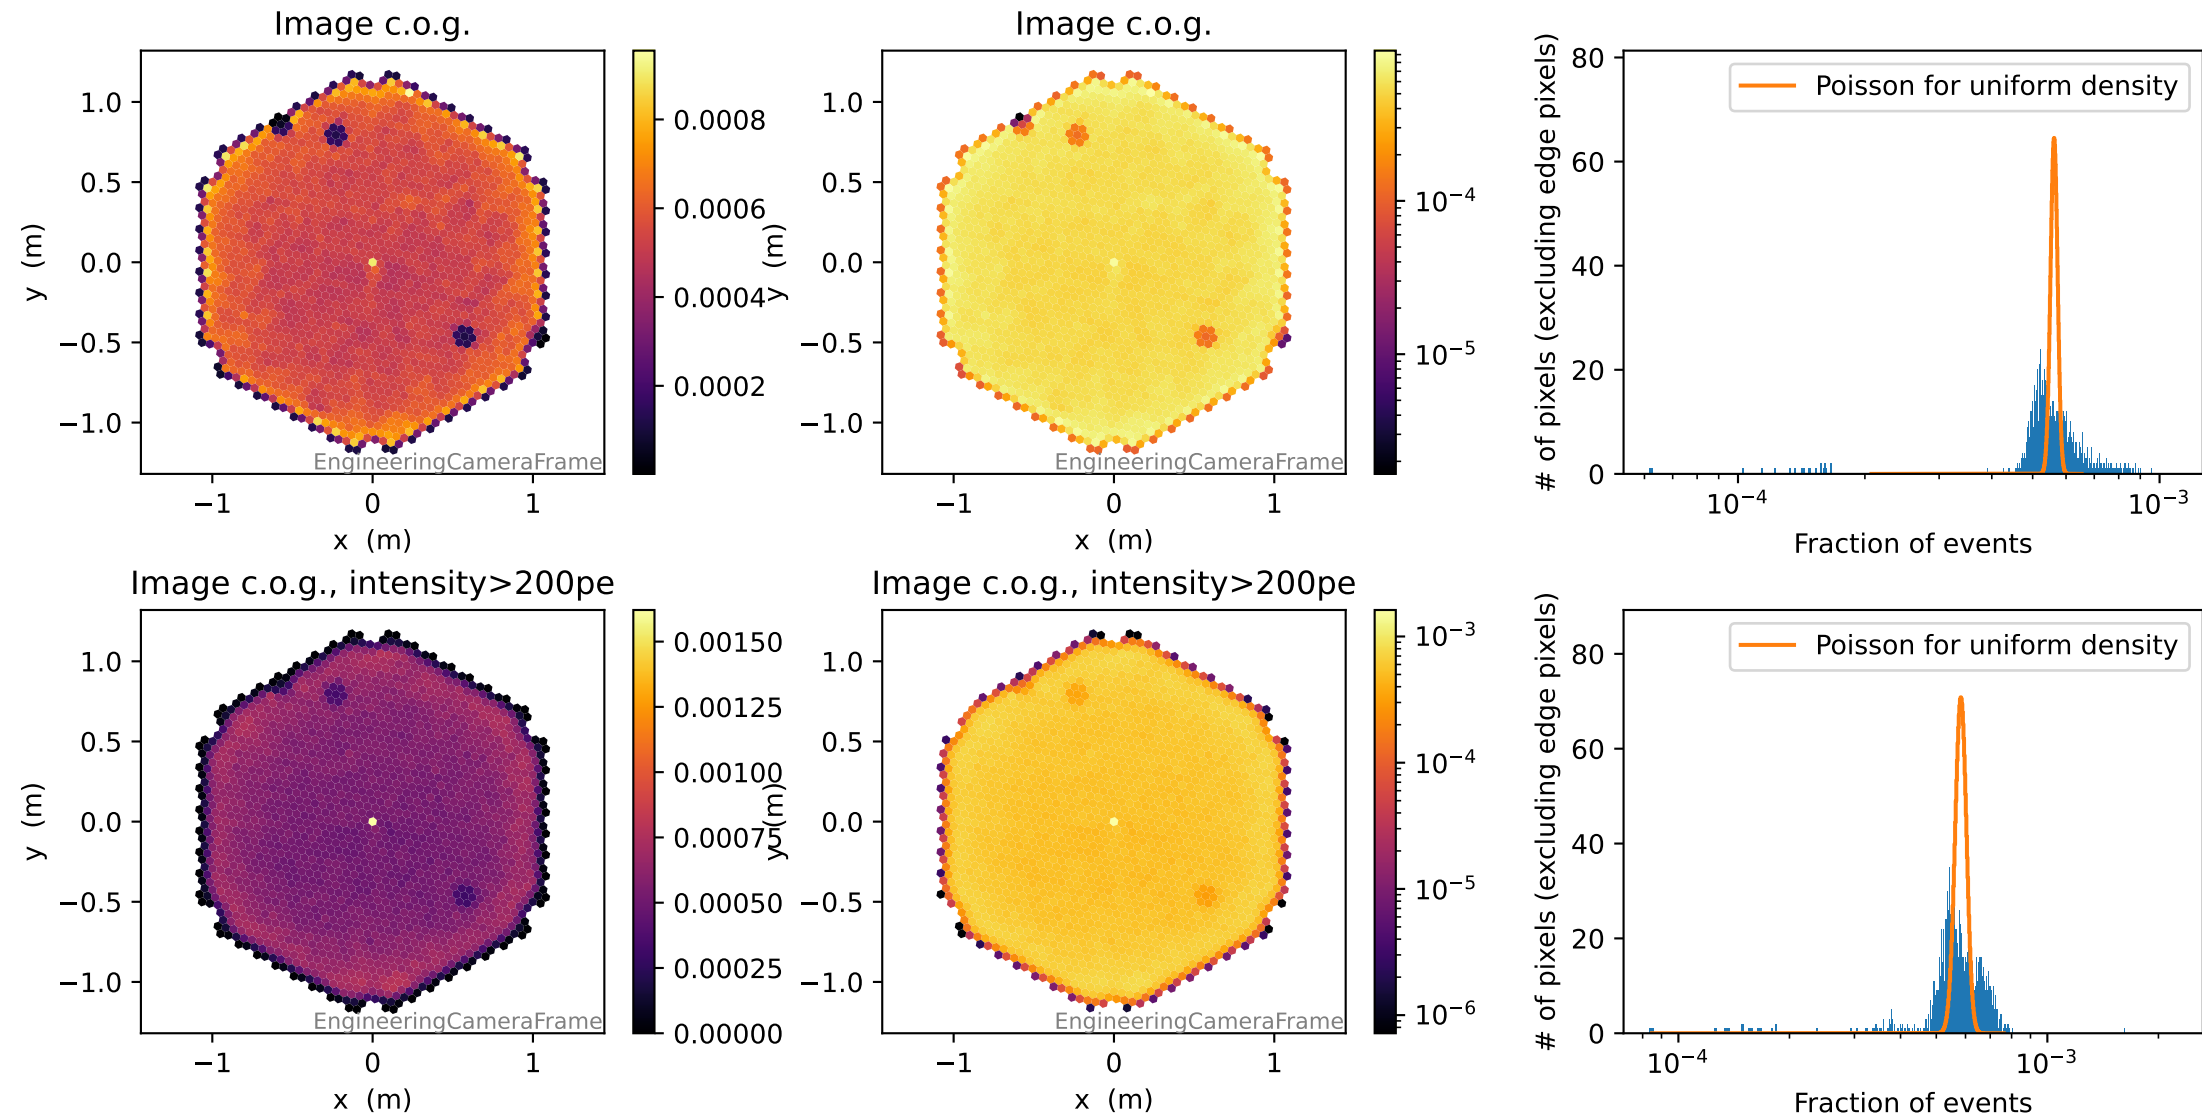 Image c.o.g.
1.0
0.5
0.0
−0.5
−1.0
y (m)
−1
0
1
x (m)
EngineeringCameraFrame
0.0008
0.0006
0.0004
0.0002
Image c.o.g.
1.0
0.5
0.0
−0.5
−1.0
y (m)
−1
0
1
x (m)
EngineeringCameraFrame
10−4
10−5
80
60
40
20
0
# of pixels (excluding edge pixels)
Poisson for uniform density
10−4
10−3
Fraction of events
Image c.o.g., intensity>200pe
1.0
0.5
0.0
−0.5
−1.0
y (m)
−1
0
1
x (m)
EngineeringCameraFrame
0.00150
0.00125
0.00100
0.00075
0.00050
0.00025
0.00000
Image c.o.g., intensity>200pe
1.0
0.5
0.0
−0.5
−1.0
y (m)
−1
0
1
x (m)
EngineeringCameraFrame
10−3
10−4
10−5
10−6
80
60
40
20
0
# of pixels (excluding edge pixels)
Poisson for uniform density
10−4
10−3
Fraction of events